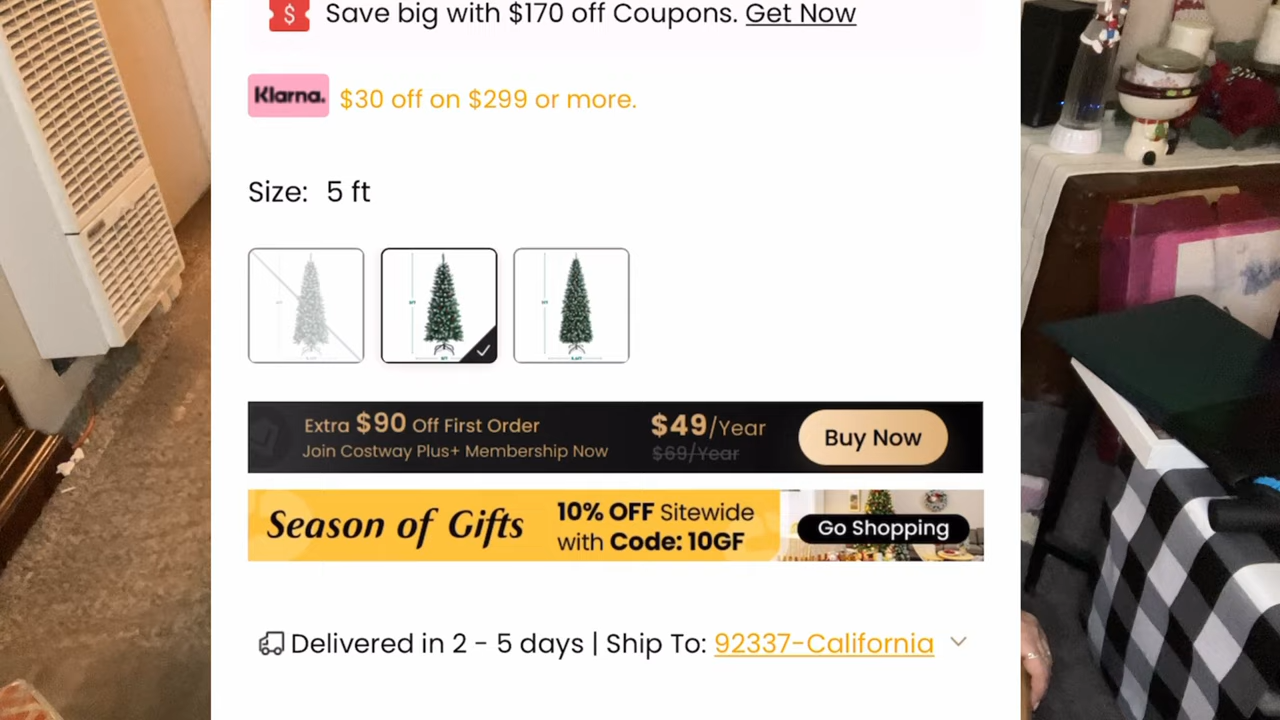 Save big with $170 off Coupons. Get Now
Klarna. $30 off on $299 or more.
Size: 5 ft
Extra $90 Off First Order
Join Costway Plus+ Membership Now
$49/Year
$69/Year
Buy Now
Season of Gifts
10% OFF Sitewide
with Code: 10GF
Go Shopping
Delivered in 2 - 5 days | Ship To: 92337-California